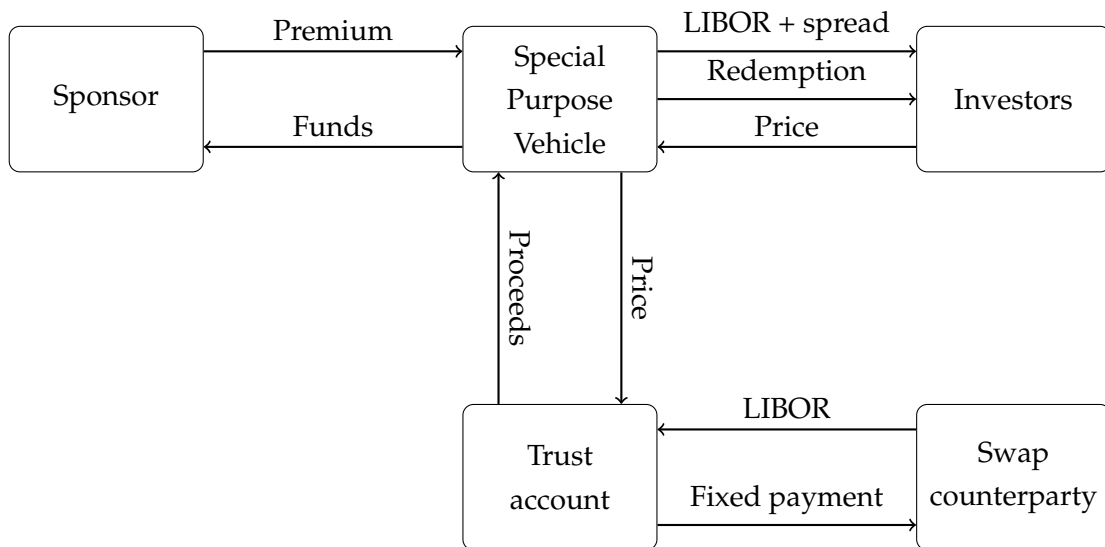 Sponsor
Premium
Funds
Special
Purpose
Vehicle
LIBOR + spread
Redemption
Price
Investors
Proceeds
Price
Trust
account
LIBOR
Fixed payment
Swap
counterparty